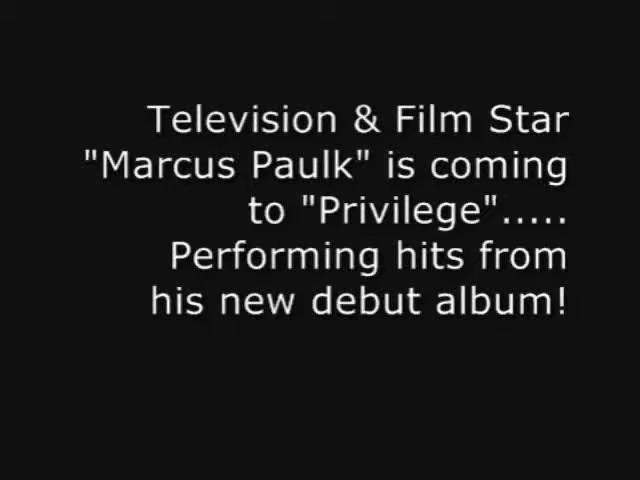 Television & Film Star
"Marcus Paulk" is coming
to "Privilege".....
Performing hits from
his new debut album!